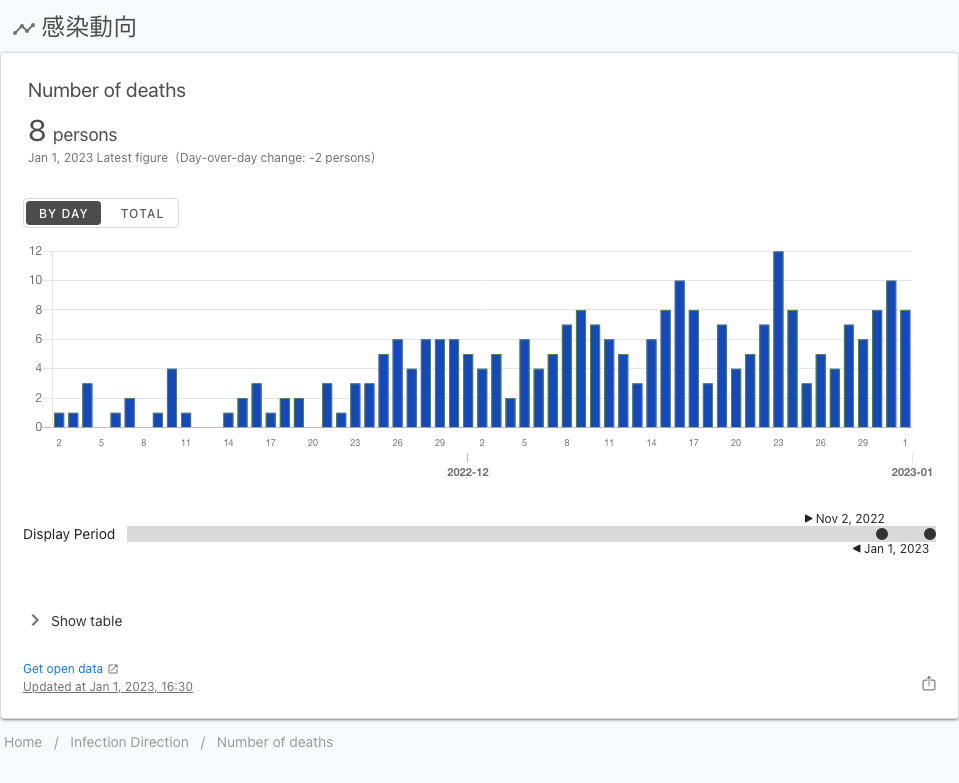 感染動向
Number of deaths
8 persons
Jan 1, 2023 Latest figure (Day-over-day change: -2 persons)
BY DAY TOTAL
12
10
8
6
4
2
0
2 5 8 11 14 17 20 23 26 29 2 5 8 11 14 17 20 23 26 29 1
2022-12 2023-01
Nov 2, 2022
Display Period
Jan 1, 2023
Show table
Get open data
Updated at Jan 1, 2023, 16:30
Home / Infection Direction / Number of deaths